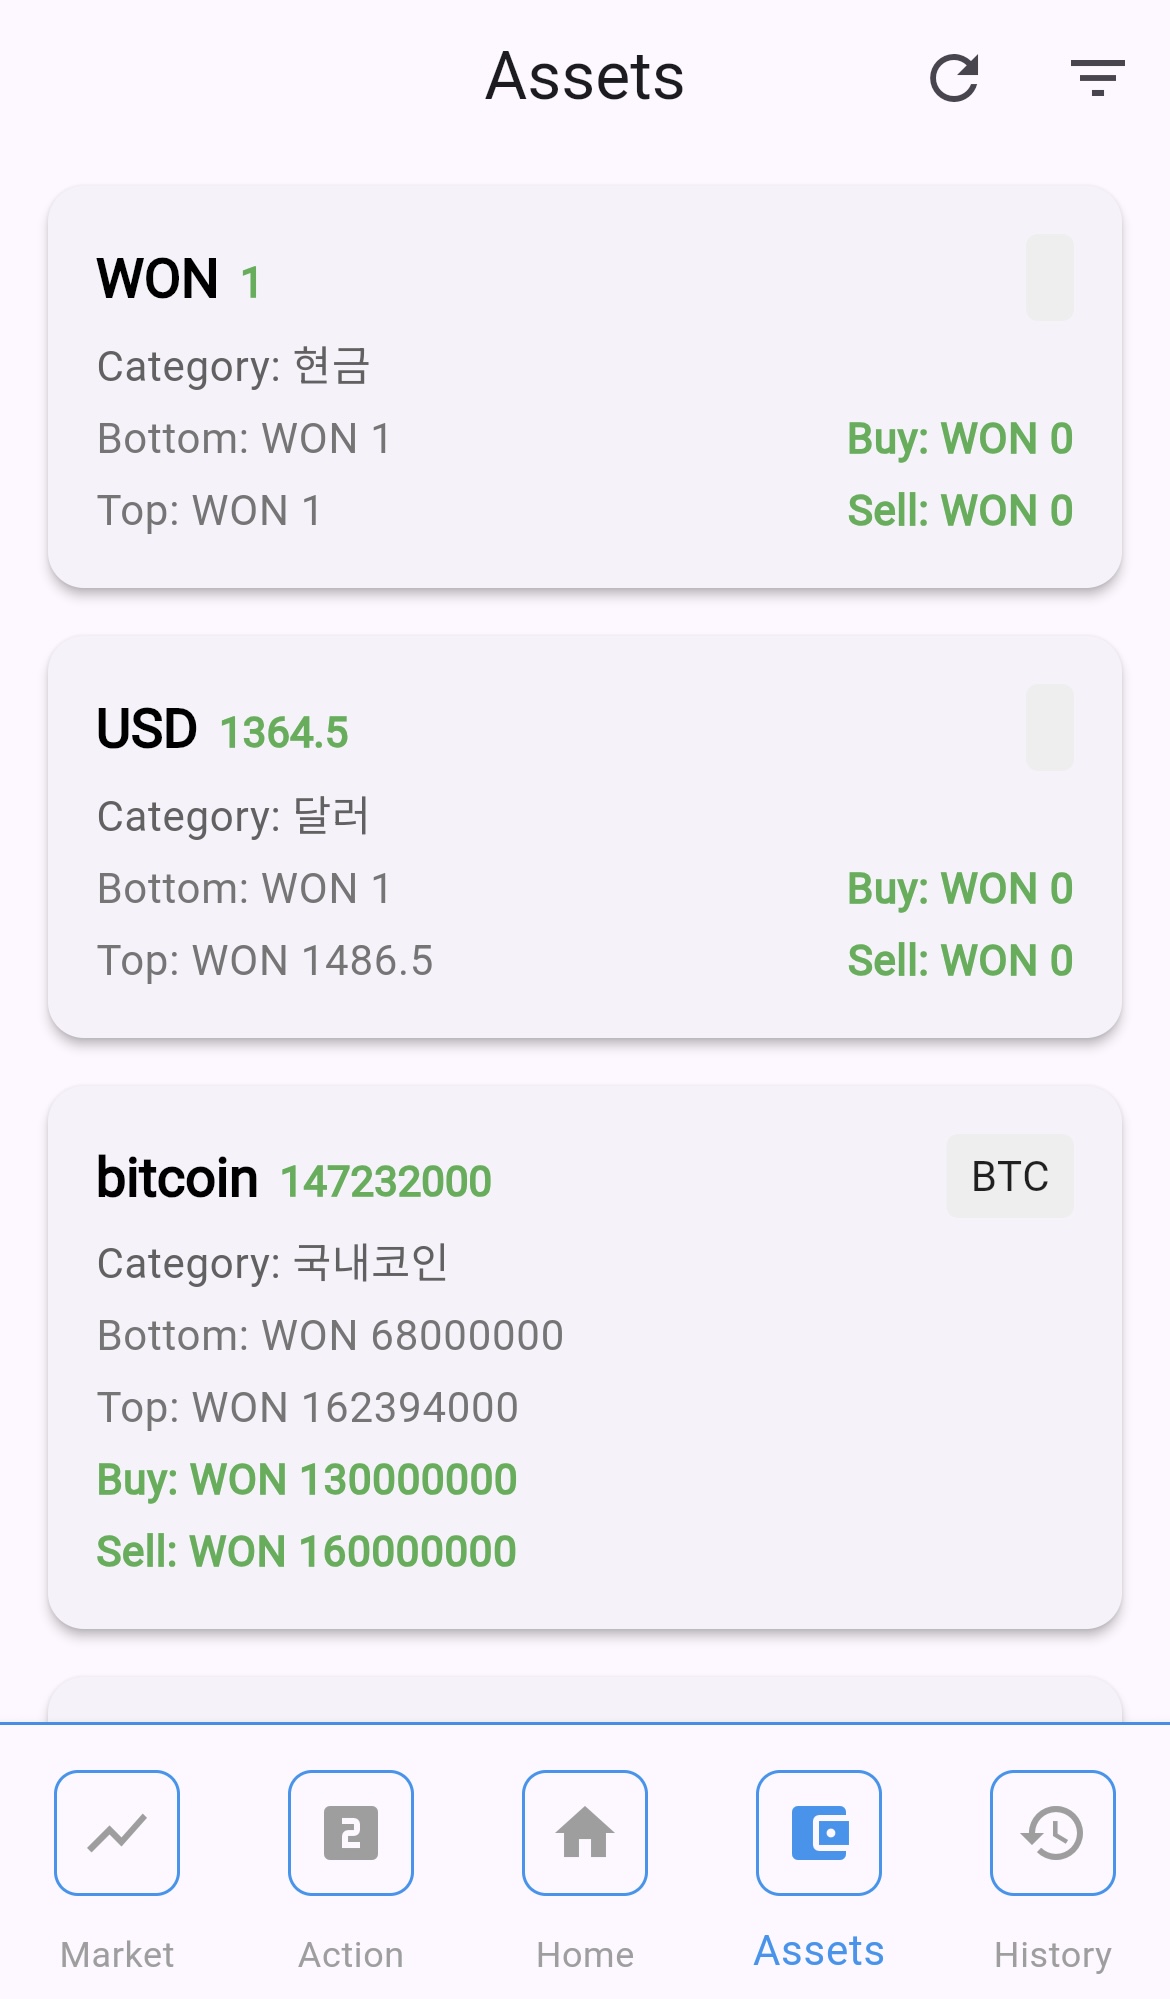 Assets
WON 1
Category: 현금
Bottom: WON 1
Buy: WON 0
Top: WON 1
Sell: WON 0
USD 1364.5
Category: 달러
Bottom: WON 1
Buy: WON 0
Top: WON 1486.5
Sell: WON 0
bitcoin 147232000
BTC
Category: 국내코인
Bottom: WON 68000000
Top: WON 162394000
Buy: WON 130000000
Sell: WON 160000000
2
Market
Action
Home
Assets
History